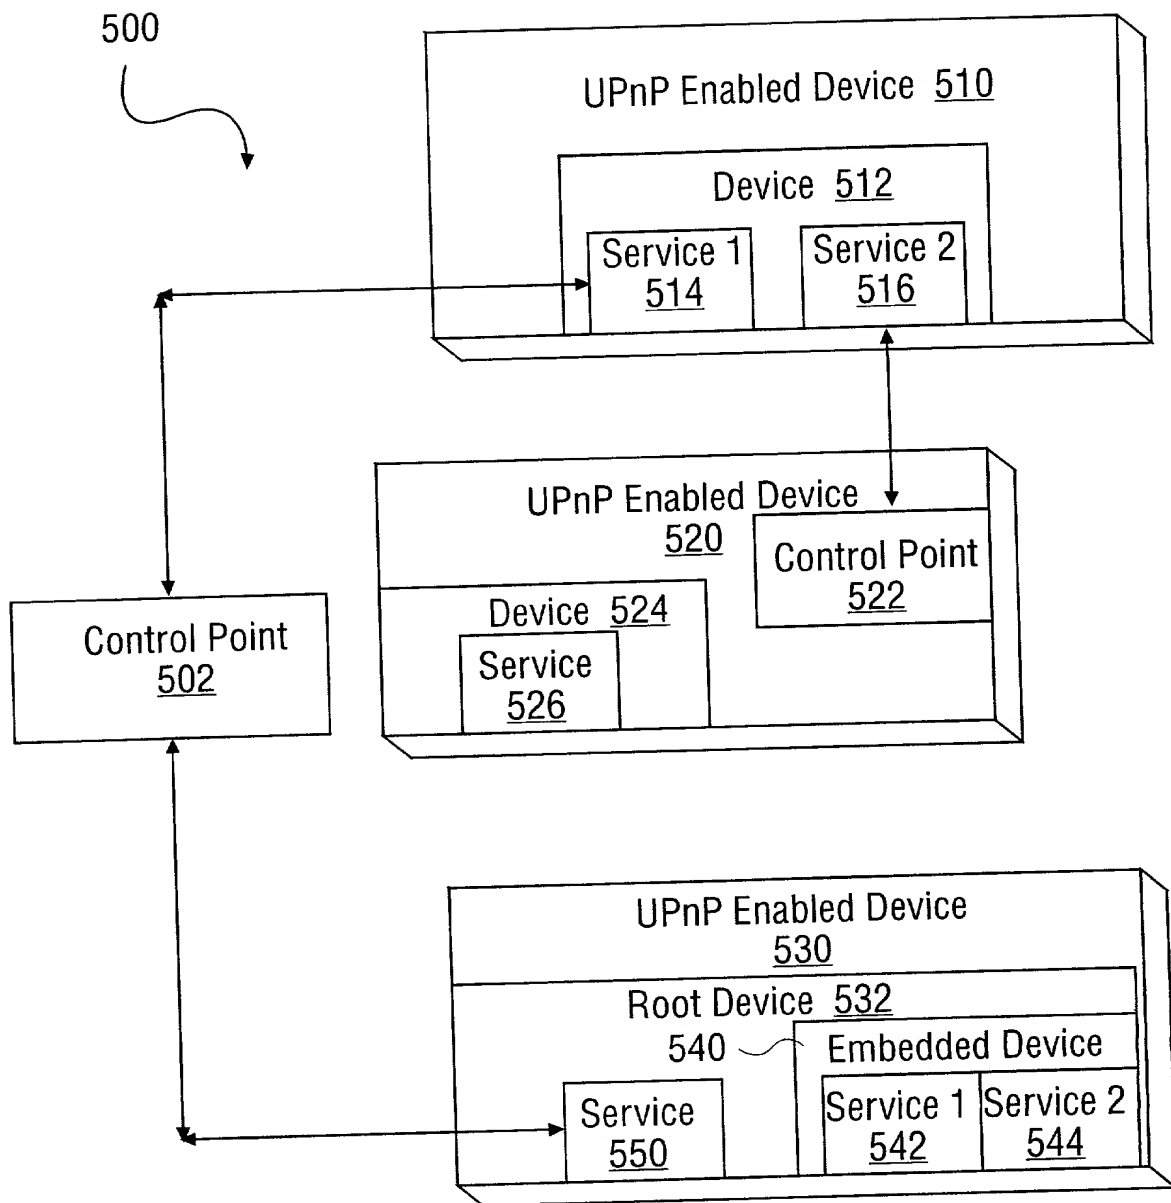 500
UPnP Enabled Device 510
Device 512
Service 1
514
Service 2
516
UPnP Enabled Device
520
Control Point
522
Device 524
Service
526
Control Point
502
UPnP Enabled Device
530
Root Device 532
540
Embedded Device
Service 1
542
Service 2
544
Service
550